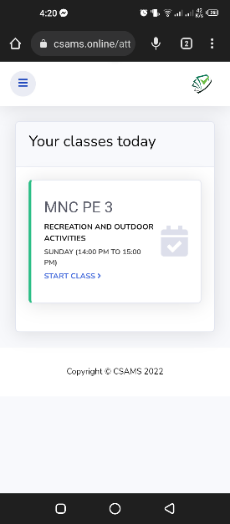 4:20
csams.online/att
2
Your classes today
MNC PE 3
RECREATION AND OUTDOOR
ACTIVITIES
SUNDAY (14:00 PM TO 15:00
PM)
START CLASS >
Copyright © CSAMS 2022